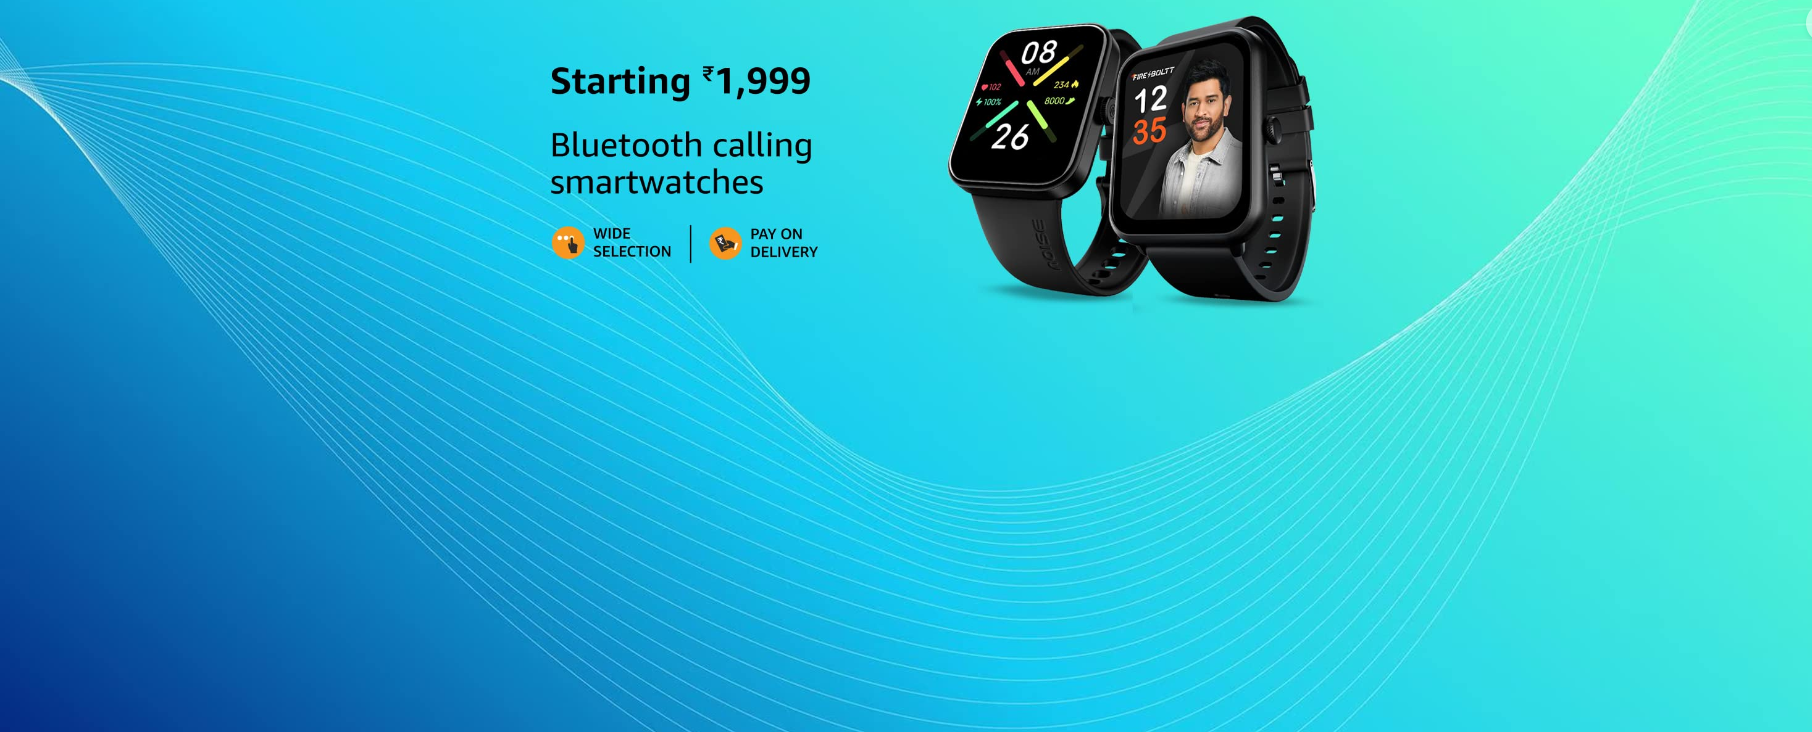 Starting ₹1,999
Bluetooth calling
smartwatches
WIDE
SELECTION
PAY ON
DELIVERY
08
AM
102
234
100%
8000
26
FIRE-BOLTT
12
35
NOISE